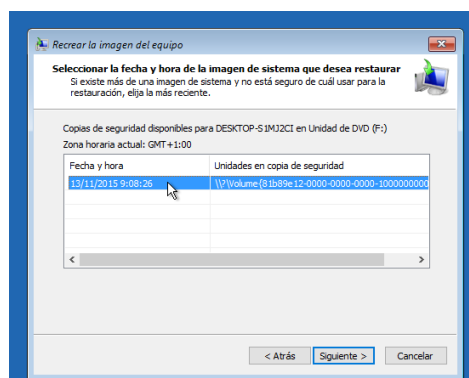 Recrear la imagen del equipo
Seleccionar la fecha y hora de la imagen de sistema que desea restaurar
Si existe más de una imagen de sistema y no está seguro de cuál usar para la
restauración, elija la más reciente.
Copias de seguridad disponibles para DESKTOP-S1MJ2CI en Unidad de DVD (F:)
Zona horaria actual: GMT+1:00
Fecha y hora Unidades en copia de seguridad
13/11/2015 9:08:26 \\?\Volume{81b89e12-0000-0000-0000-1000000000
< Atrás Siguiente > Cancelar